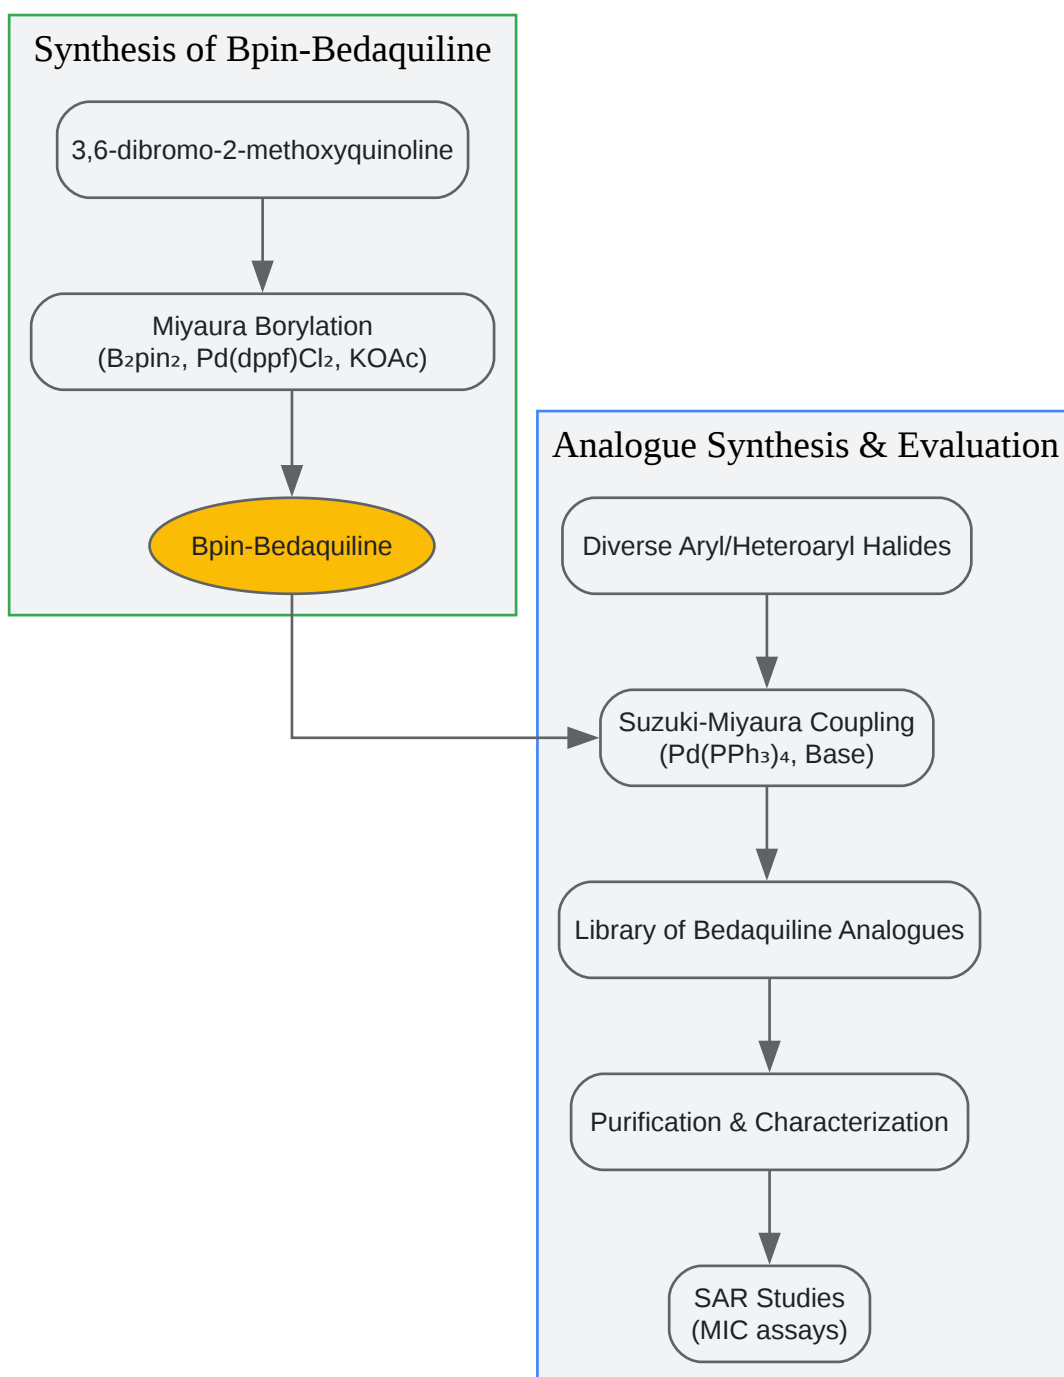 Synthesis of Bpin-Bedaquiline
3,6-dibromo-2-methoxyquinoline
Miyaura Borylation
(B₂pin₂, Pd(dppf)Cl₂, KOAc)
Bpin-Bedaquiline
Analogue Synthesis & Evaluation
Diverse Aryl/Heteroaryl Halides
Suzuki-Miyaura Coupling
(Pd(PPh₃)₄, Base)
Library of Bedaquiline Analogues
Purification & Characterization
SAR Studies
(MIC assays)